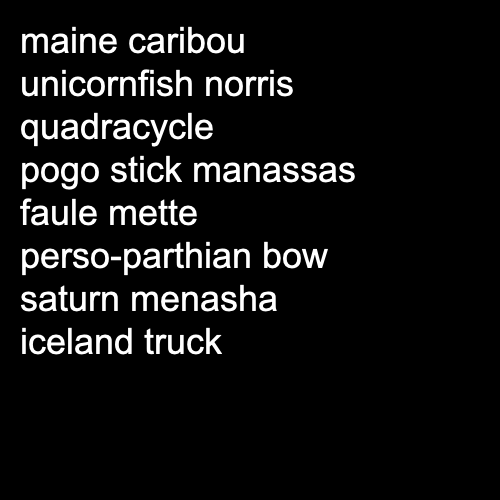 maine caribou
unicornfish norris
quadracycle
pogo stick manassas
faule mette
perso-parthian bow
saturn menasha
iceland truck